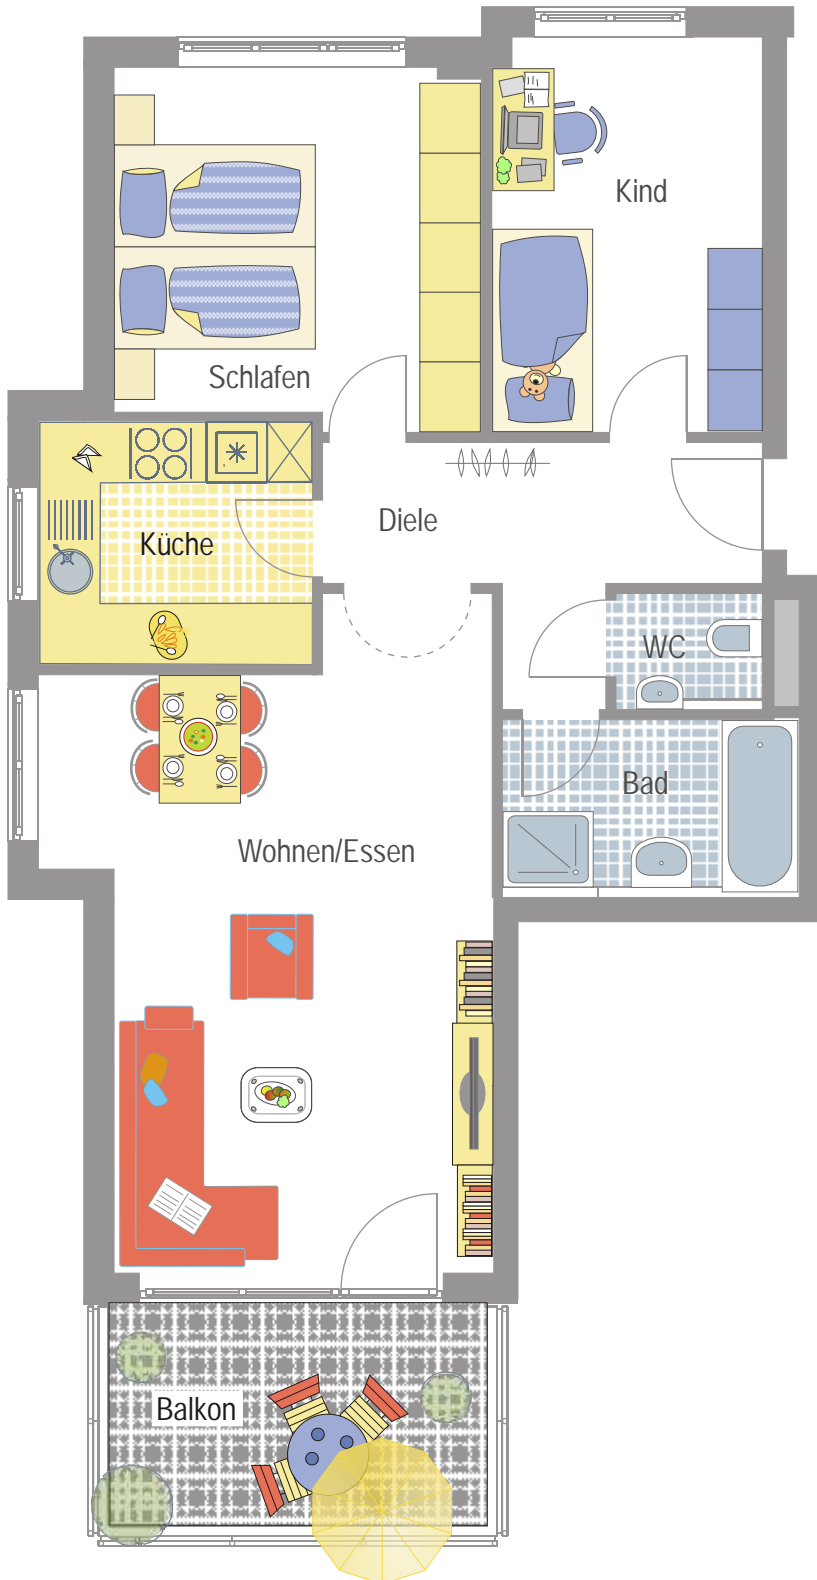 Kind
Schlafen
Diele
Küche
WC
Bad
Wohnen/Essen
Balkon